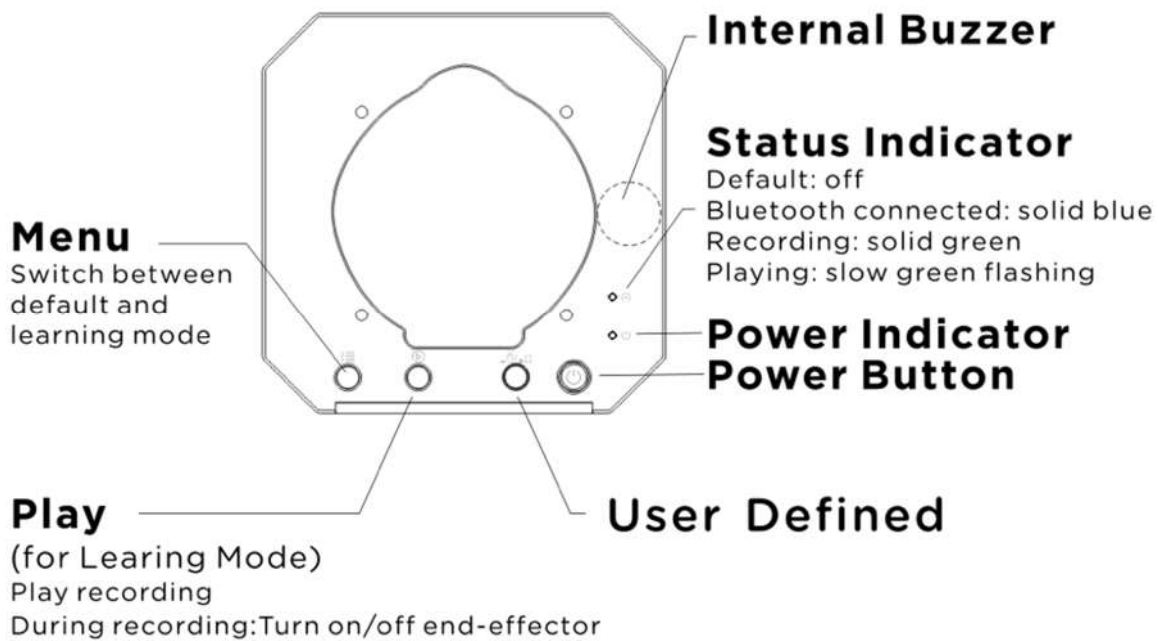 Internal Buzzer
Status Indicator
Default: off
Bluetooth connected: solid blue
Recording: solid green
Playing: slow green flashing
Menu
Switch between
default and
learning mode
Power Indicator
Power Button
Play
(for Learing Mode)
Play recording
During recording:Turn on/off end-effector
User Defined